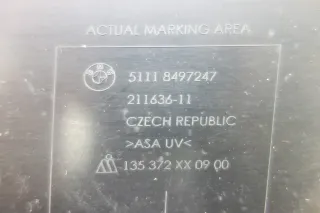 ACTUAL MARKING AREA
5111 8497247
211636-11
CZECH REPUBLIC
>ASA UV<
135 372 XX 09 00